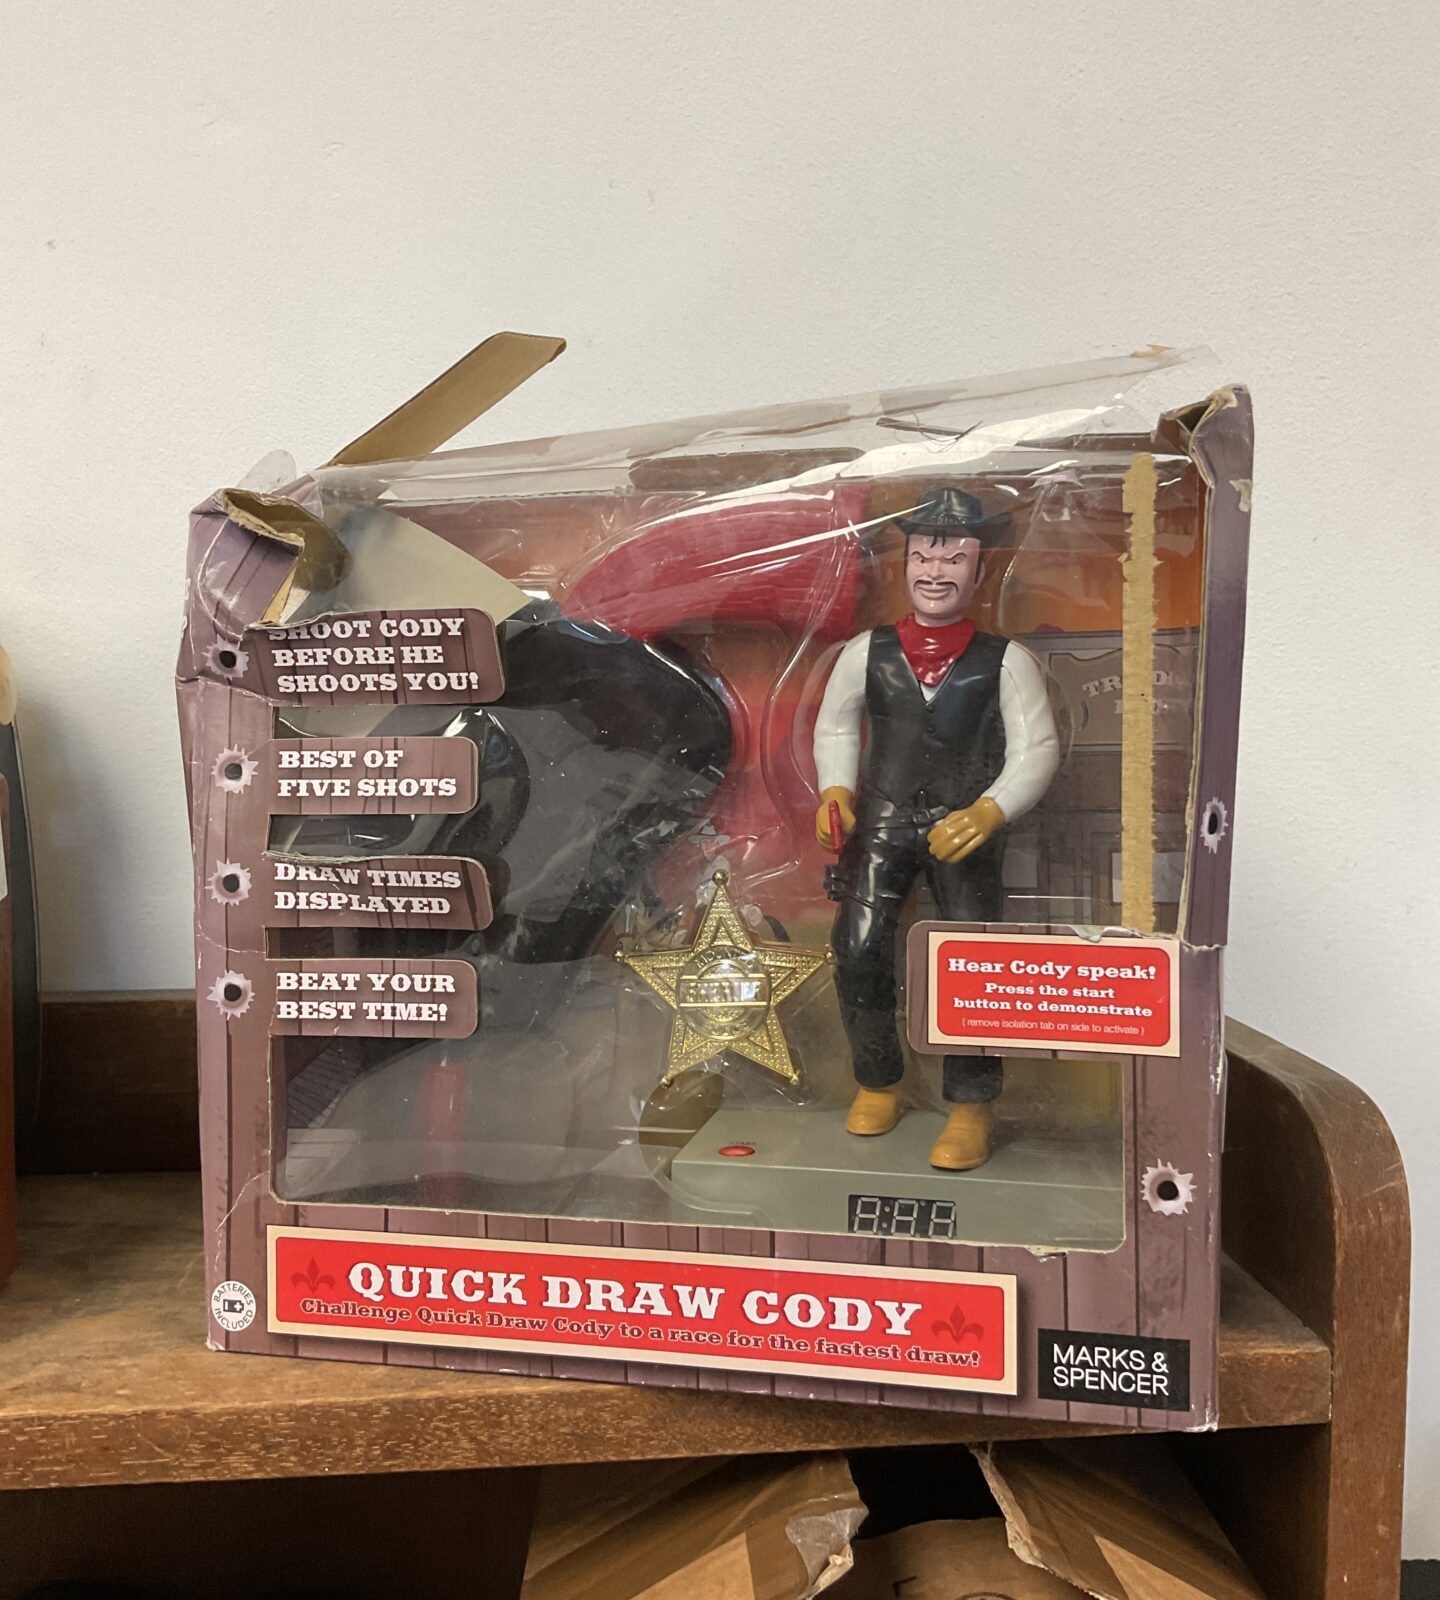 SHOOT CODY
BEFORE HE
SHOOTS YOU!
BEST OF
FIVE SHOTS
DRAW TIMES
DISPLAYED
BEAT YOUR
BEST TIME!
Hear Cody speak!
Press the start
button to demonstrate
( remove isolation tab on side to activate )
START
QUICK DRAW CODY
Challenge Quick Draw Cody to a race for the fastest draw!
BATTERIES
INCLUDED
MARKS &
SPENCER